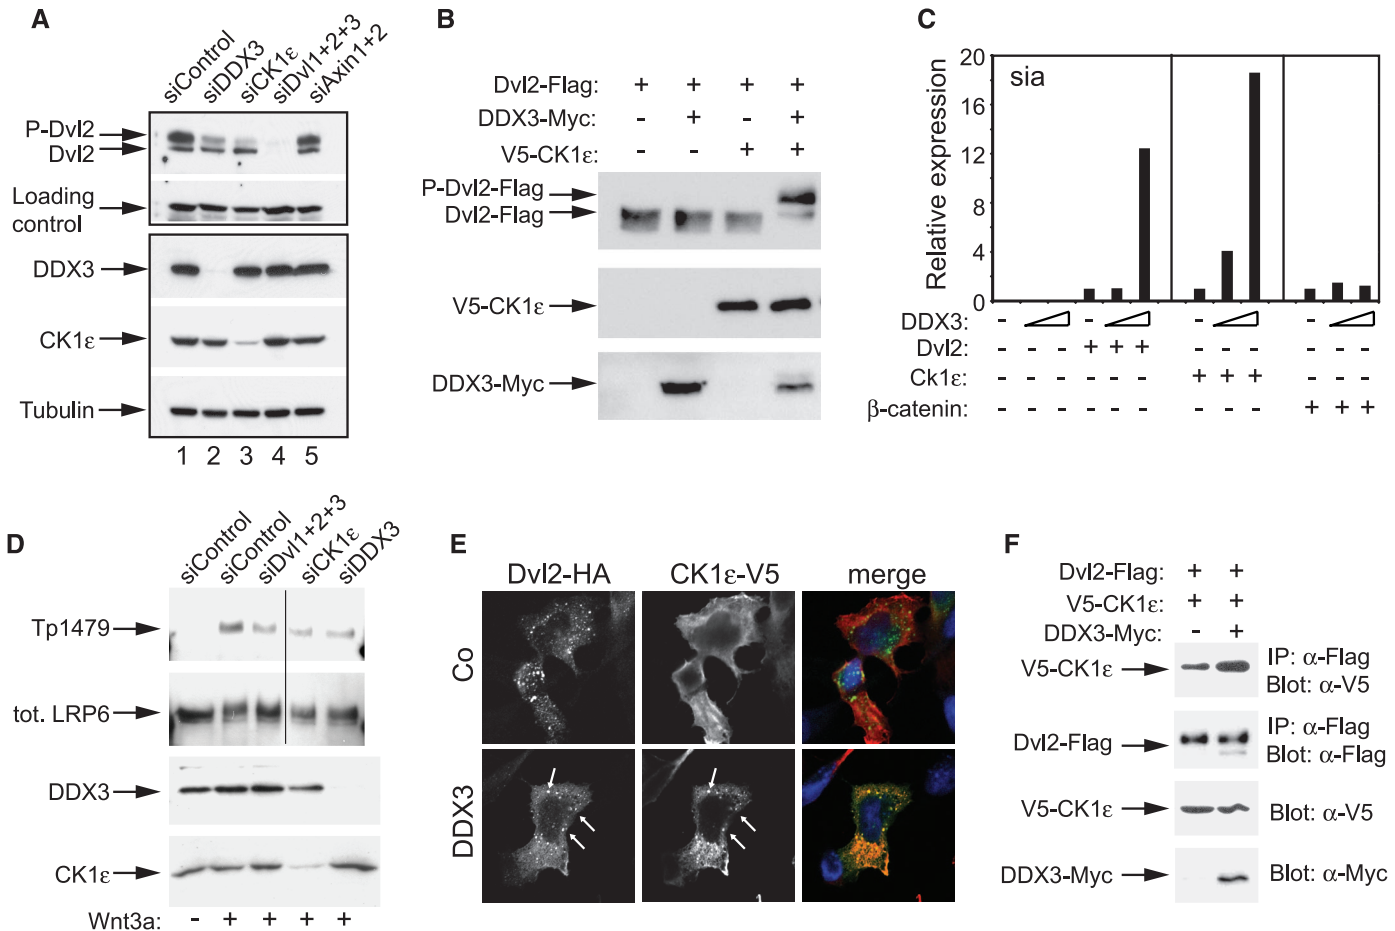 A
siControl
siDDX3
siCK1ε
siDvl1+2+3
siAxin1+2
P-Dvl2
Dvl2
Loading control
DDX3
CK1ε
Tubulin
1 2 3 4 5
B
Dvl2-Flag: + + + +
DDX3-Myc: - + - +
V5-CK1ε: - - + +
P-Dvl2-Flag
Dvl2-Flag
V5-CK1ε
DDX3-Myc
C
sia
Relative expression
20
16
12
8
4
0
DDX3: - - - -
Dvl2: - - - + + + - - - - - -
Ck1ε: - - - - - - + + + - - -
β-catenin: - - - - - - - - - + + +
D
siControl
siControl
siDvl1+2+3
siCK1ε
siDDX3
Tp1479
tot. LRP6
DDX3
CK1ε
Wnt3a: - + + + +
E
Dvl2-HA CK1ε-V5 merge
Co
DDX3
F
Dvl2-Flag: + +
V5-CK1ε: + +
DDX3-Myc: - +
V5-CK1ε
IP: α-Flag
Blot: α-V5
Dvl2-Flag
IP: α-Flag
Blot: α-Flag
V5-CK1ε
Blot: α-V5
DDX3-Myc
Blot: α-Myc